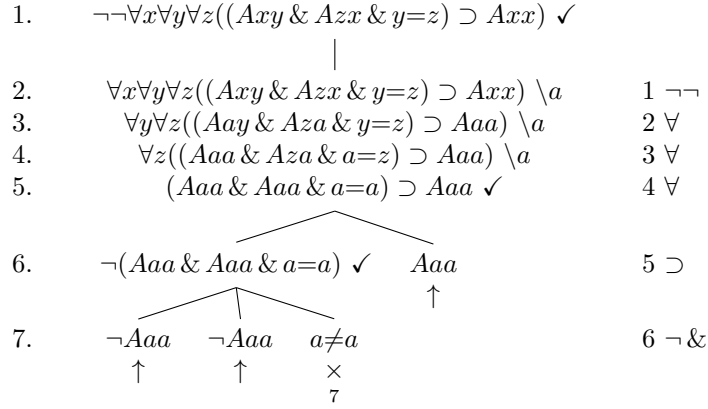 1. ¬¬∀x∀y∀z((Axy & Azx & y=z) ⊃ Axx) ✓
2. ∀x∀y∀z((Axy & Azx & y=z) ⊃ Axx) \a 1 ¬¬
3. ∀y∀z((Aay & Aza & y=z) ⊃ Aaa) \a 2 ∀
4. ∀z((Aaa & Aza & a=z) ⊃ Aaa) \a 3 ∀
5. (Aaa & Aaa & a=a) ⊃ Aaa ✓ 4 ∀
6. ¬(Aaa & Aaa & a=a) ✓ Aaa 5 ⊃
↑
7. ¬Aaa ¬Aaa a≠a 6 ¬ &
↑ ↑ ×
7